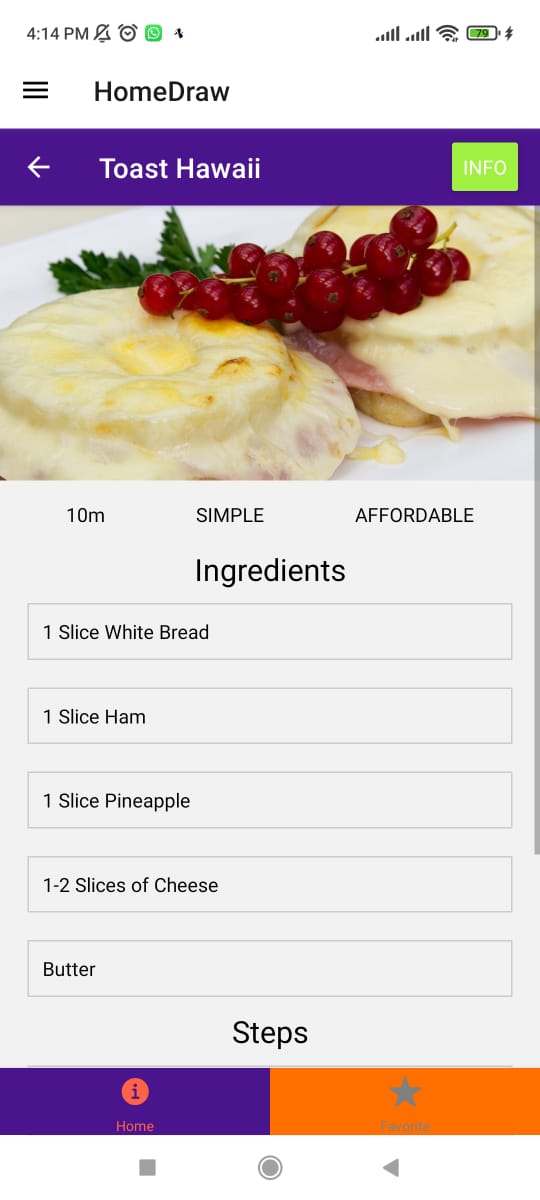 4:14 PM
79
HomeDraw
Toast Hawaii
INFO
10m
SIMPLE
AFFORDABLE
Ingredients
1 Slice White Bread
1 Slice Ham
1 Slice Pineapple
1-2 Slices of Cheese
Butter
Steps
Home
Favorite